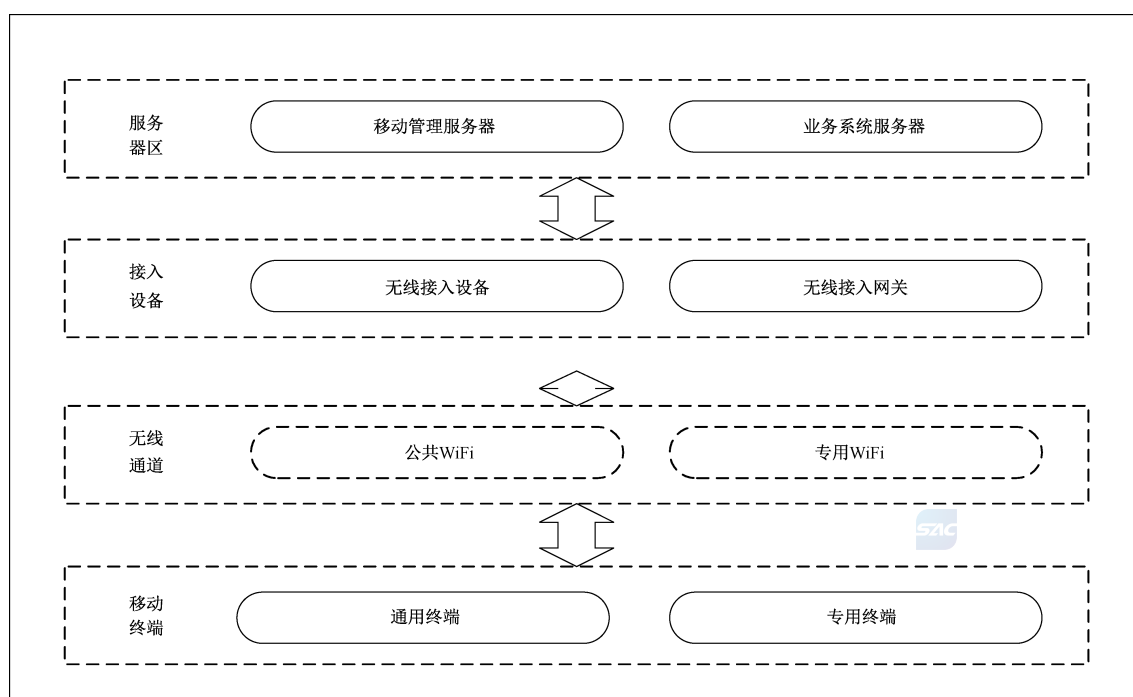 服务
器区
移动管理服务器
业务系统服务器
接入
设备
无线接入设备
无线接入网关
无线
通道
公共WiFi
专用WiFi
SAC
移动
终端
通用终端
专用终端